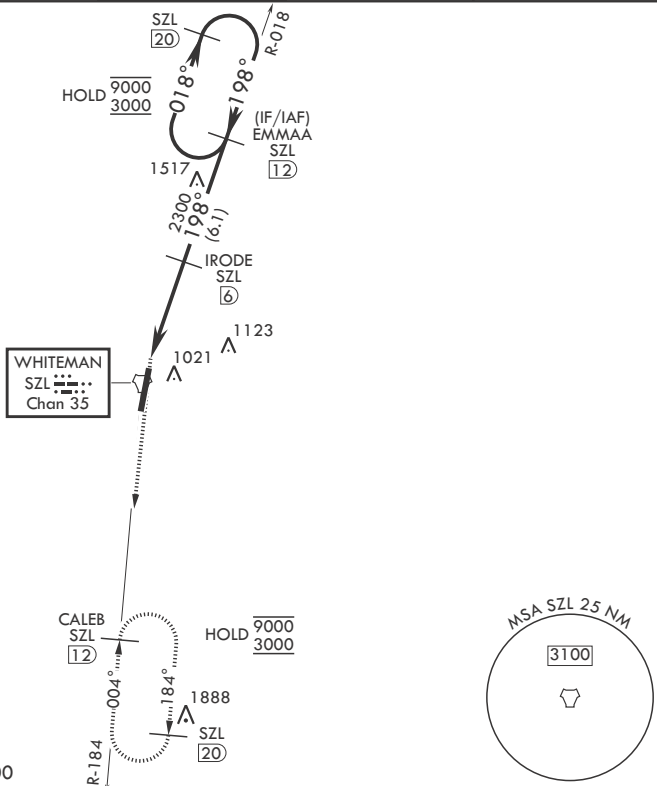 SZL
20
R-018
HOLD 9000
3000
018°
198°
(IF/IAF)
EMMAA
SZL
12
1517
2300
198°
(6.1)
IRODE
SZL
6
1123
1021
WHITEMAN
SZL
Chan 35
CALEB
SZL
12
HOLD 9000
3000
004°
184°
1888
SZL
20
R-184
MSA SZL 25 NM
3100